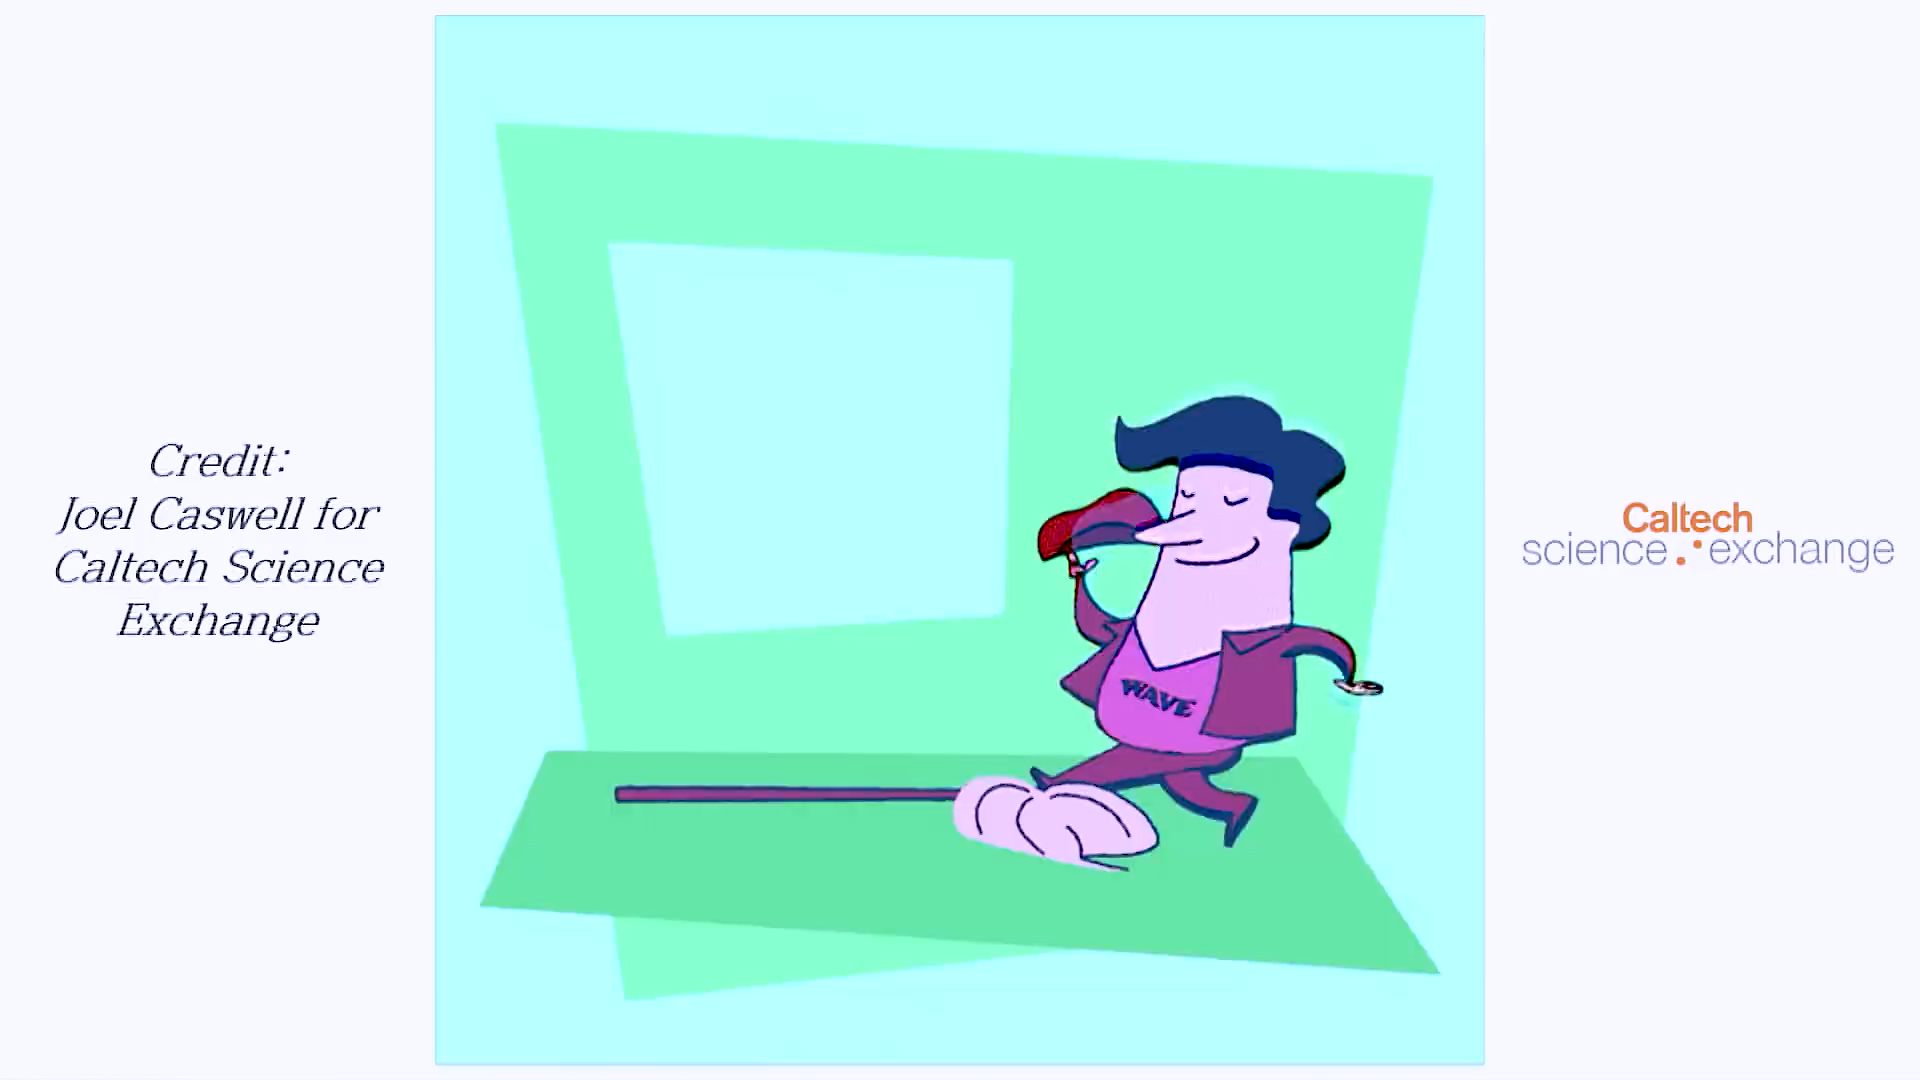 Credit:
Joel Caswell for
Caltech Science
Exchange
WAVE
Caltech
science exchange